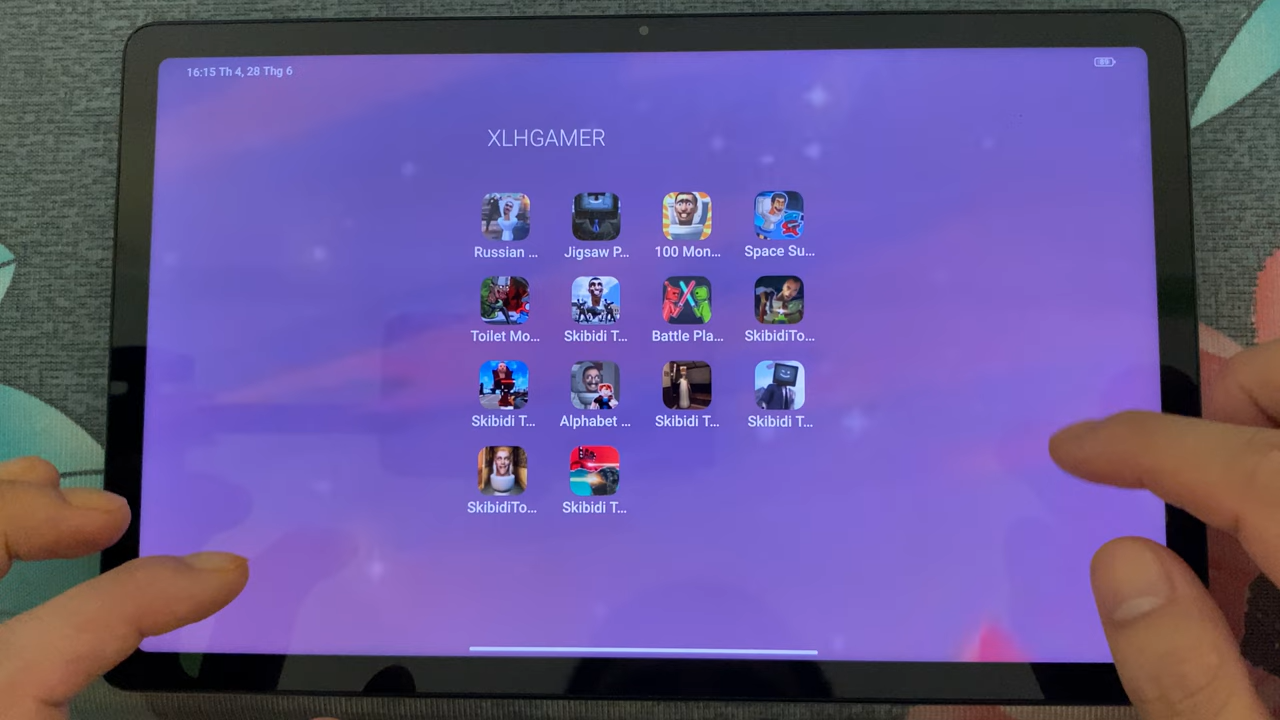 16:15 Th 4, 28 Thg 6
89
XLHGAMER
Russian ...
Jigsaw P...
100 Mon...
Space Su...
Toilet Mo...
Skibidi T...
Battle Pla...
SkibidiTo...
Skibidi T...
Alphabet ...
Skibidi T...
Skibidi T...
SkibidiTo...
Skibidi T...